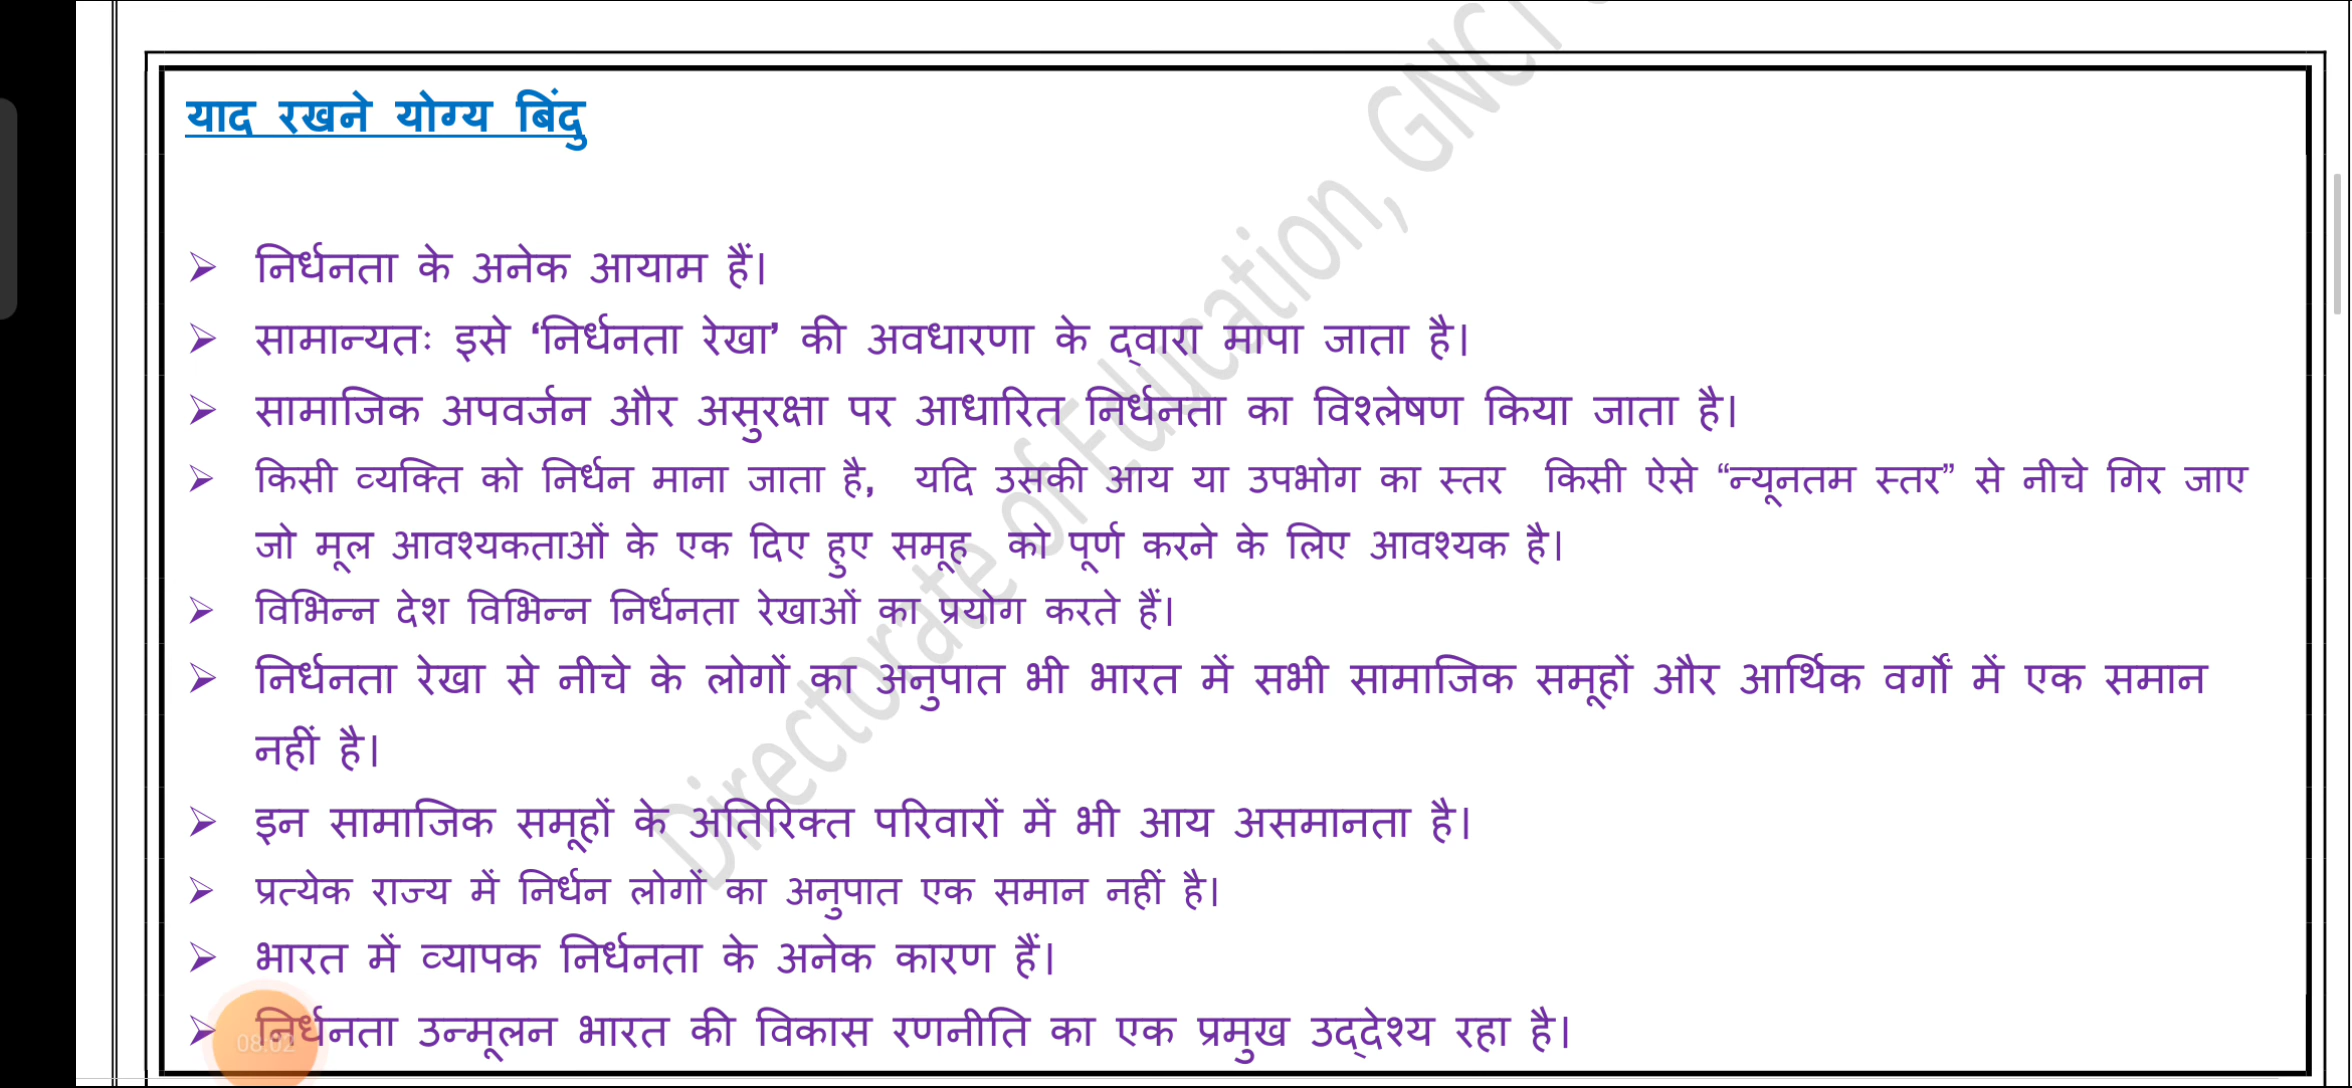 याद रखने योग्य बिंदु
➢ निर्धनता के अनेक आयाम हैं।
➢ सामान्यतः इसे ‘निर्धनता रेखा’ की अवधारणा के द्वारा मापा जाता है।
➢ सामाजिक अपवर्जन और असुरक्षा पर आधारित निर्धनता का विश्लेषण किया जाता है।
➢ किसी व्यक्ति को निर्धन माना जाता है, यदि उसकी आय या उपभोग का स्तर किसी ऐसे “न्यूनतम स्तर” से नीचे गिर जाए
जो मूल आवश्यकताओं के एक दिए हुए समूह को पूर्ण करने के लिए आवश्यक है।
➢ विभिन्न देश विभिन्न निर्धनता रेखाओं का प्रयोग करते हैं।
➢ निर्धनता रेखा से नीचे के लोगों का अनुपात भी भारत में सभी सामाजिक समूहों और आर्थिक वर्गों में एक समान
नहीं है।
➢ इन सामाजिक समूहों के अतिरिक्त परिवारों में भी आय असमानता है।
➢ प्रत्येक राज्य में निर्धन लोगों का अनुपात एक समान नहीं है।
➢ भारत में व्यापक निर्धनता के अनेक कारण हैं।
➢ निर्धनता उन्मूलन भारत की विकास रणनीति का एक प्रमुख उद्देश्य रहा है।
08:02
Directorate of Education, GNCT